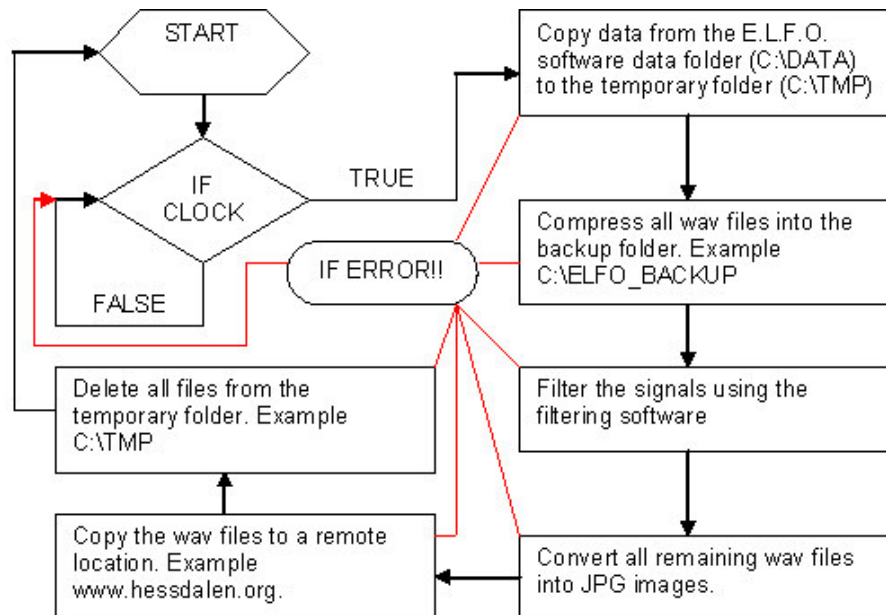 START
Copy data from the E.L.F.O.
software data folder (C:\DATA)
to the temporary folder (C:\TMP)
IF
CLOCK
TRUE
FALSE
IF ERROR!!
Compress all wav files into the
backup folder. Example
C:\ELFO_BACKUP
Filter the signals using the
filtering software
Convert all remaining wav files
into JPG images.
Copy the wav files to a remote
location. Example
www.hessdalen.org.
Delete all files from the
temporary folder. Example
C:\TMP